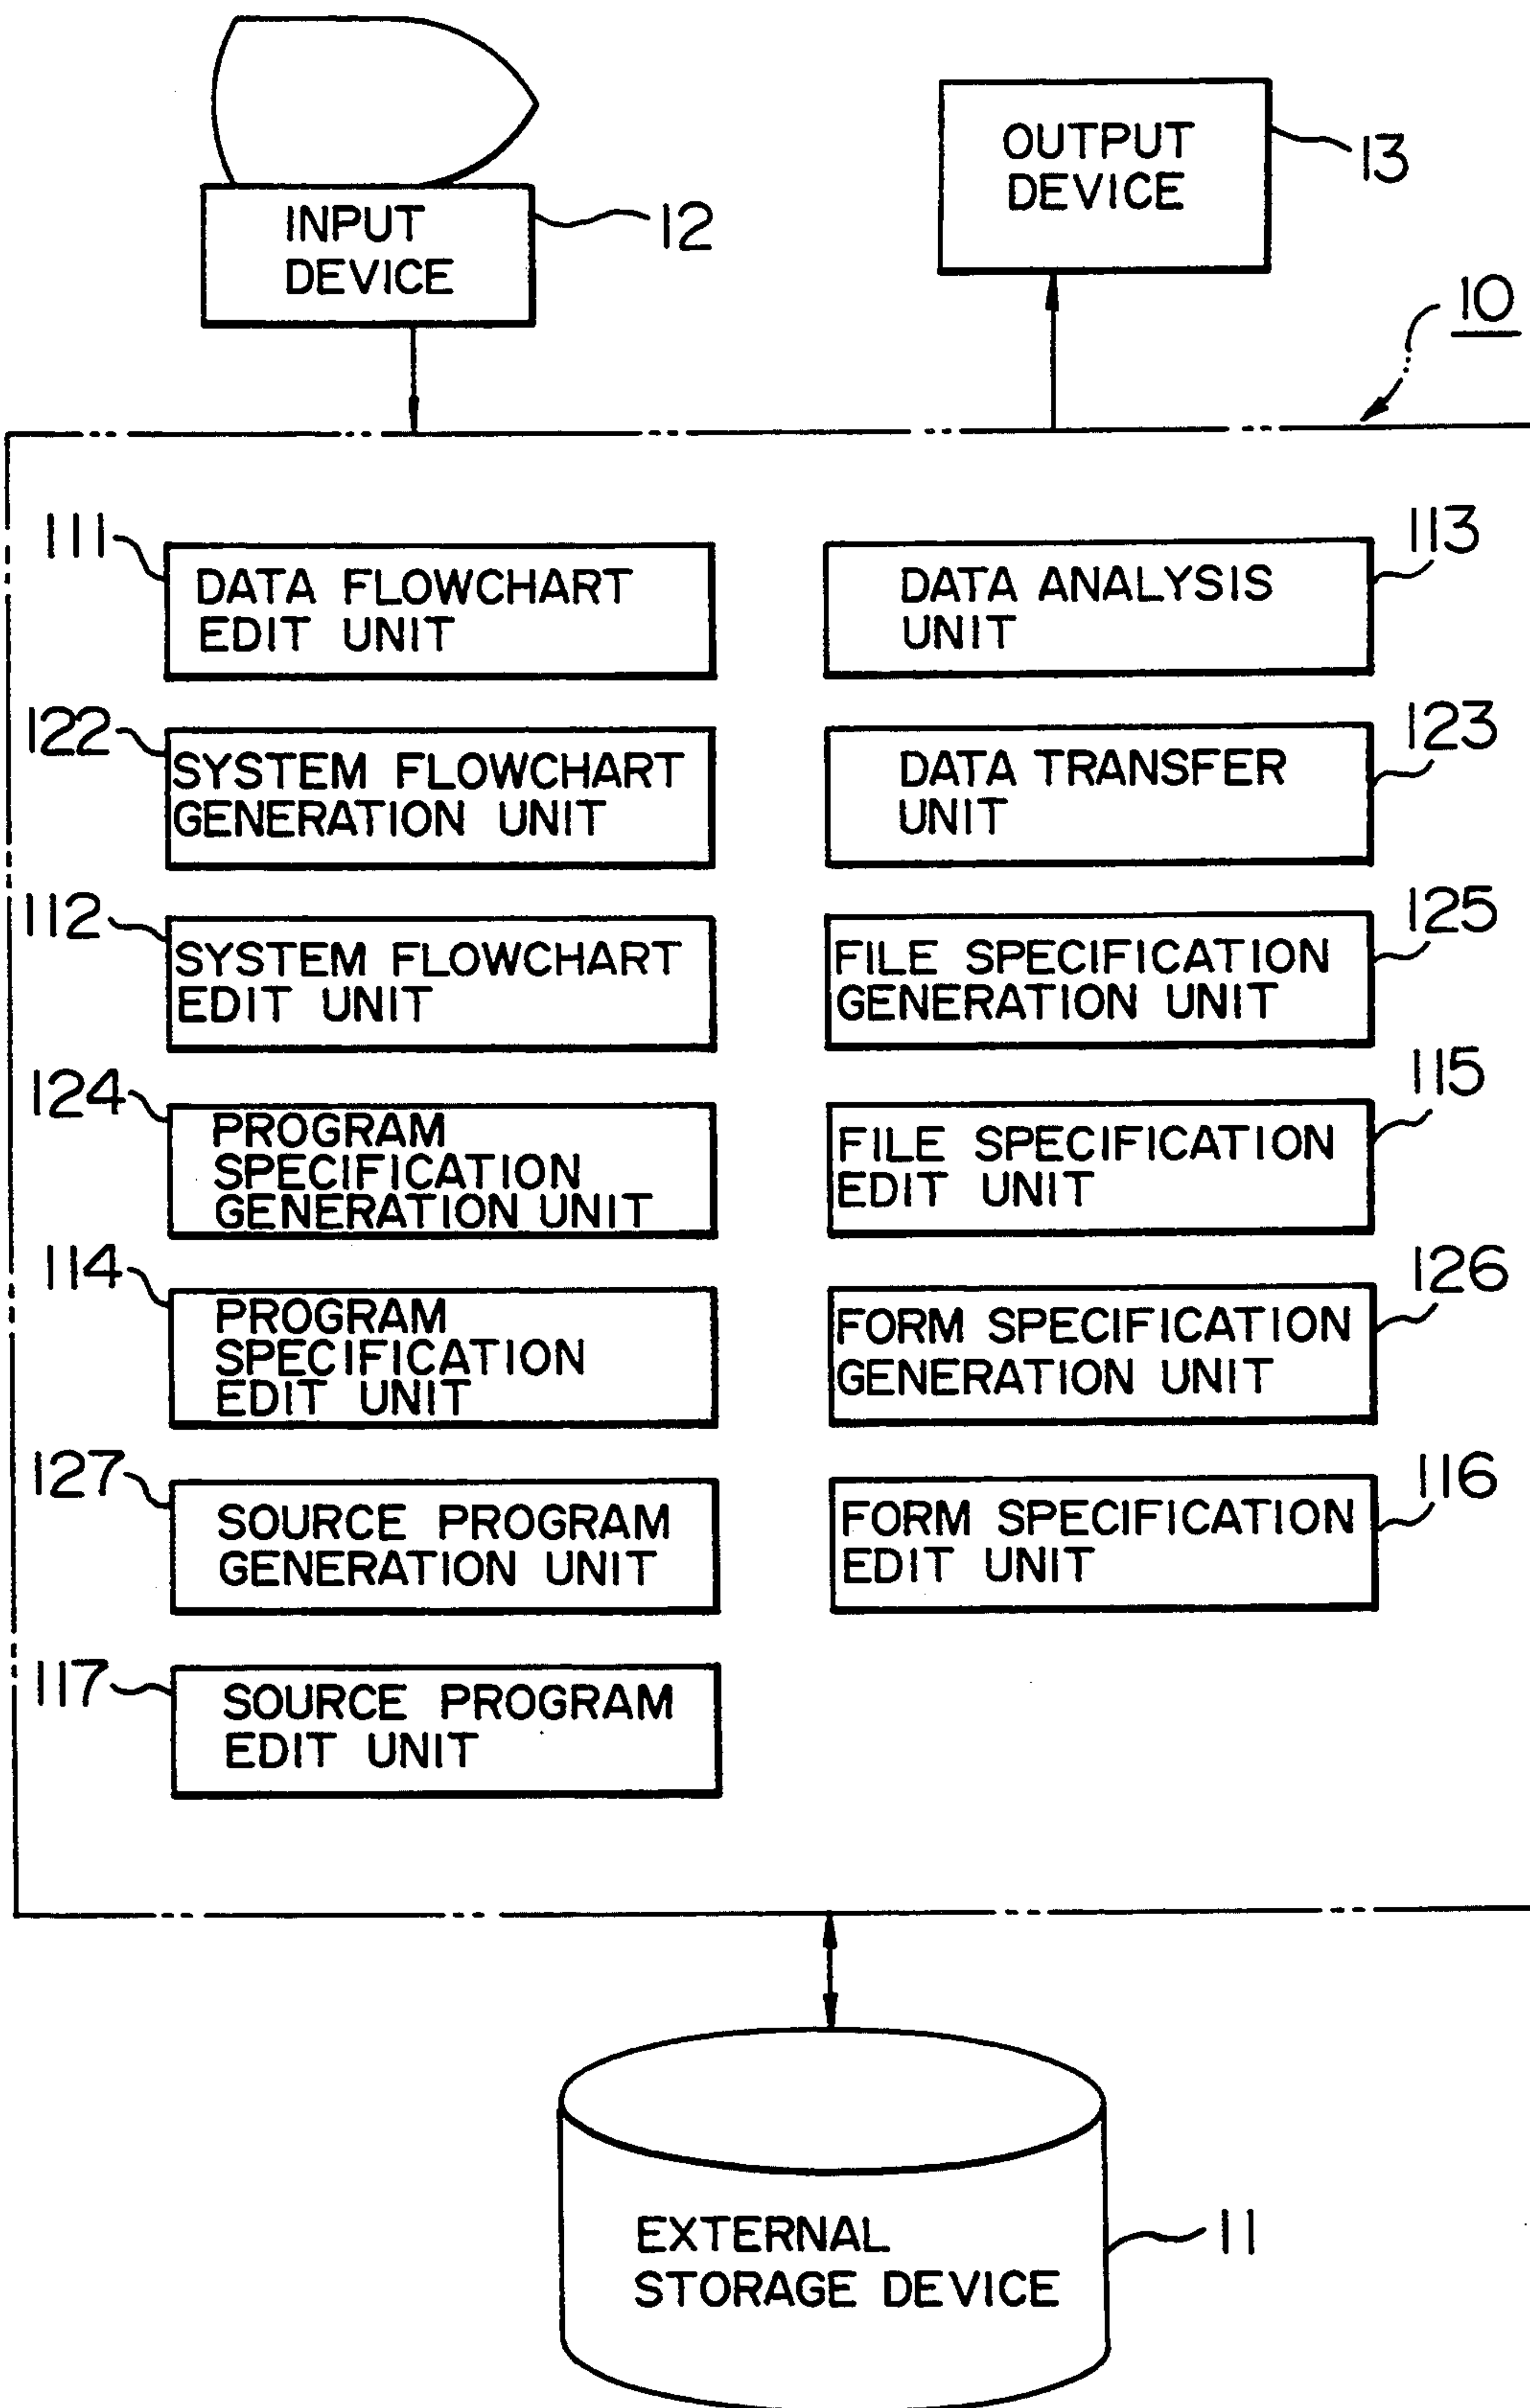 INPUT
DEVICE
12
OUTPUT
DEVICE
13
10
111
DATA FLOWCHART
EDIT UNIT
113
DATA ANALYSIS
UNIT
122
SYSTEM FLOWCHART
GENERATION UNIT
123
DATA TRANSFER
UNIT
112
SYSTEM FLOWCHART
EDIT UNIT
125
FILE SPECIFICATION
GENERATION UNIT
124
PROGRAM
SPECIFICATION
GENERATION UNIT
115
FILE SPECIFICATION
EDIT UNIT
114
PROGRAM
SPECIFICATION
EDIT UNIT
126
FORM SPECIFICATION
GENERATION UNIT
127
SOURCE PROGRAM
GENERATION UNIT
116
FORM SPECIFICATION
EDIT UNIT
117
SOURCE PROGRAM
EDIT UNIT
EXTERNAL
STORAGE DEVICE
11